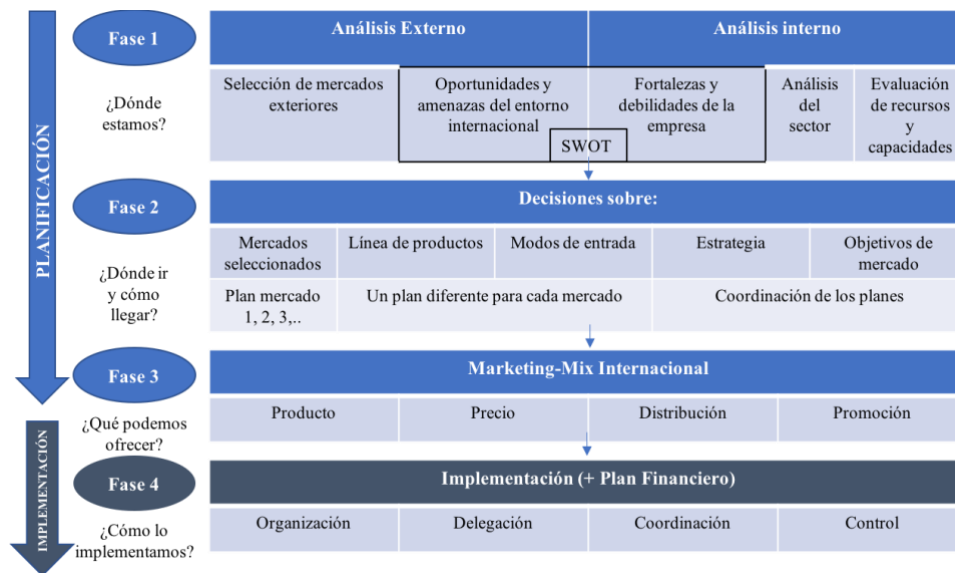 PLANIFICACIÓN
IMPLEMENTACIÓN
Fase 1
¿Dónde
estamos?
Análisis Externo
Análisis interno
Selección de mercados
exteriores
Oportunidades y
amenazas del entorno
internacional
Fortalezas y
debilidades de la
empresa
SWOT
Análisis
del
sector
Evaluación
de recursos
y
capacidades
Fase 2
¿Dónde ir
y cómo
llegar?
Decisiones sobre:
Mercados
seleccionados
Línea de productos
Modos de entrada
Estrategia
Objetivos de
mercado
Plan mercado
1, 2, 3,..
Un plan diferente para cada mercado
Coordinación de los planes
Fase 3
¿Qué podemos
ofrecer?
Marketing-Mix Internacional
Producto
Precio
Distribución
Promoción
Fase 4
¿Cómo lo
implementamos?
Implementación (+ Plan Financiero)
Organización
Delegación
Coordinación
Control